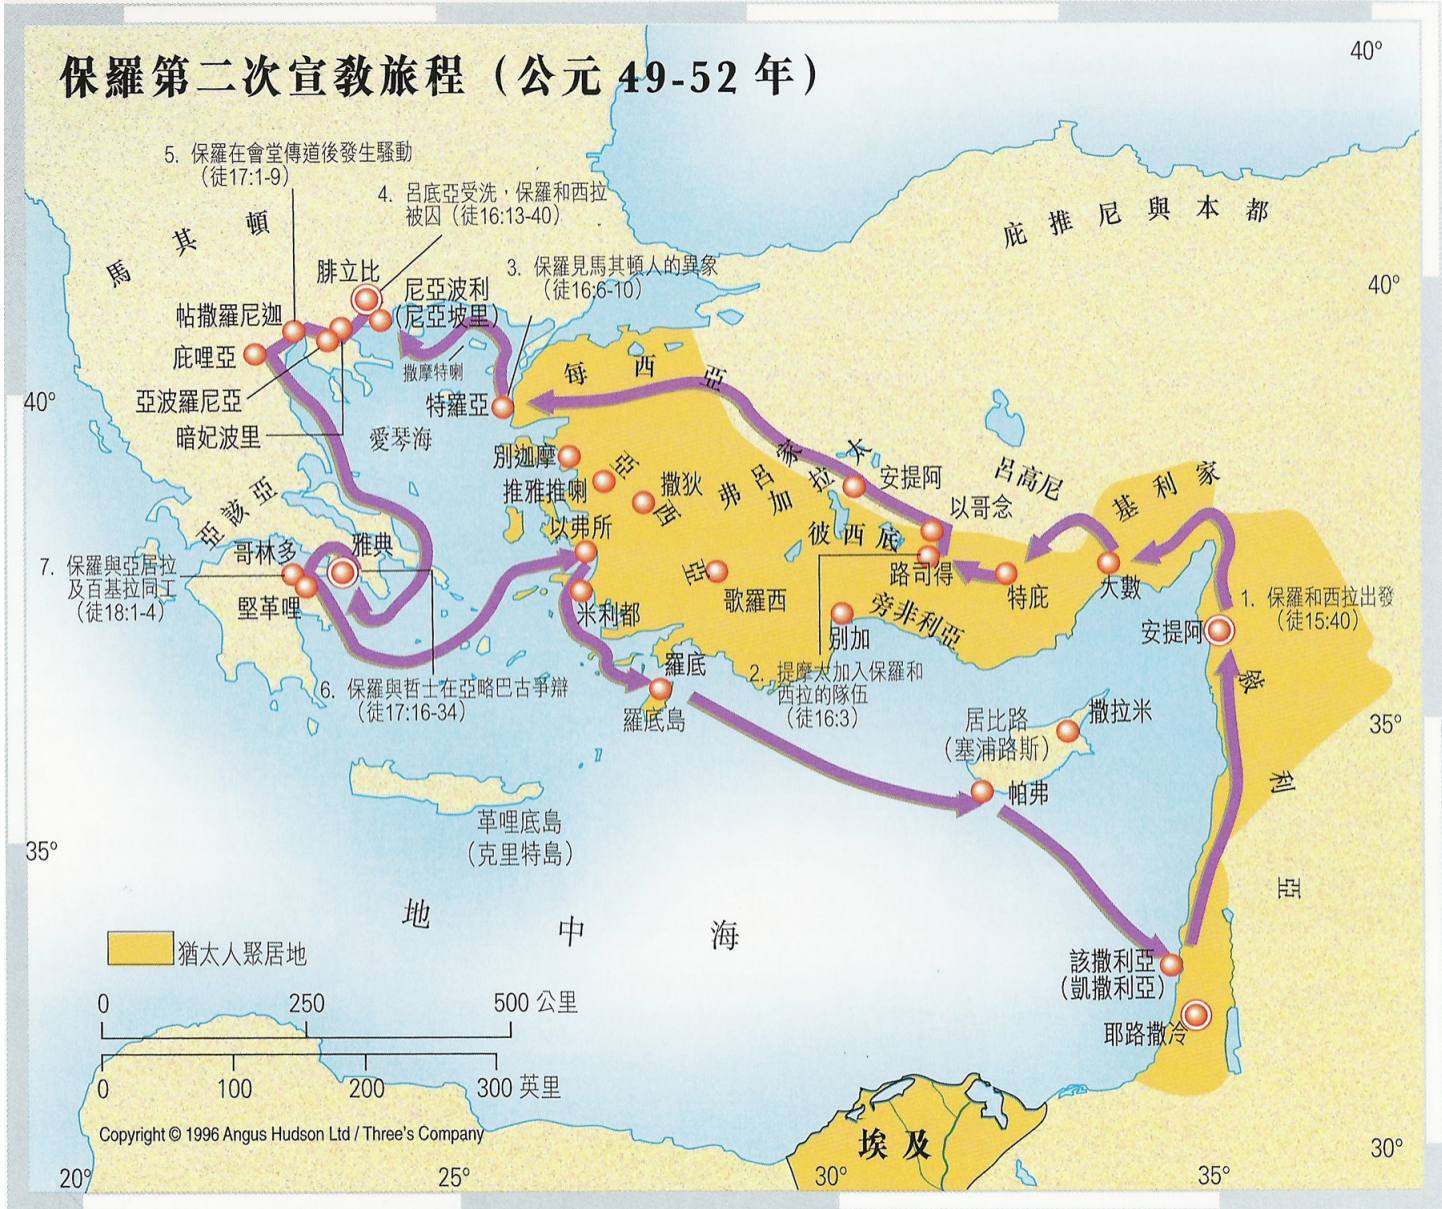 保羅第二次宣教旅程（公元 49-52 年）
40°
5. 保羅在會堂傳道後發生騷動
（徒17:1-9）
4. 呂底亞受洗，保羅和西拉
被囚（徒16:13-40）
3. 保羅見馬其頓人的異象
（徒16:6-10）
馬其頓
庇推尼與本都
腓立比
尼亞波利
（尼亞坡里）
40°
帖撒羅尼迦
庇哩亞
撒摩特喇
每西亞
亞波羅尼亞
特羅亞
40°
暗妃波里
愛琴海
別迦摩
推雅推喇
撒狄
亞西亞
弗呂家
加拉太
安提阿
呂高尼
基利家
以哥念
彼西底
亞該亞
以弗所
哥林多
雅典
路司得
特庇
大數
7. 保羅與亞居拉
及百基拉同工
（徒18:1-4）
堅革哩
米利都
歌羅西
別加
旁非利亞
安提阿
1. 保羅和西拉出發
（徒15:40）
6. 保羅與哲士在亞略巴古爭辯
（徒17:16-34）
羅底
羅底島
2. 提摩太加入保羅和
西拉的隊伍
（徒16:3）
居比路
（塞浦路斯）
撒拉米
35°
帕弗
敘利亞
革哩底島
（克里特島）
35°
地中海
猶太人聚居地
該撒利亞
（凱撒利亞）
耶路撒冷
0 250 500 公里
0 100 200 300 英里
Copyright © 1996 Angus Hudson Ltd / Three's Company
埃及
30°
20° 25° 30° 35°